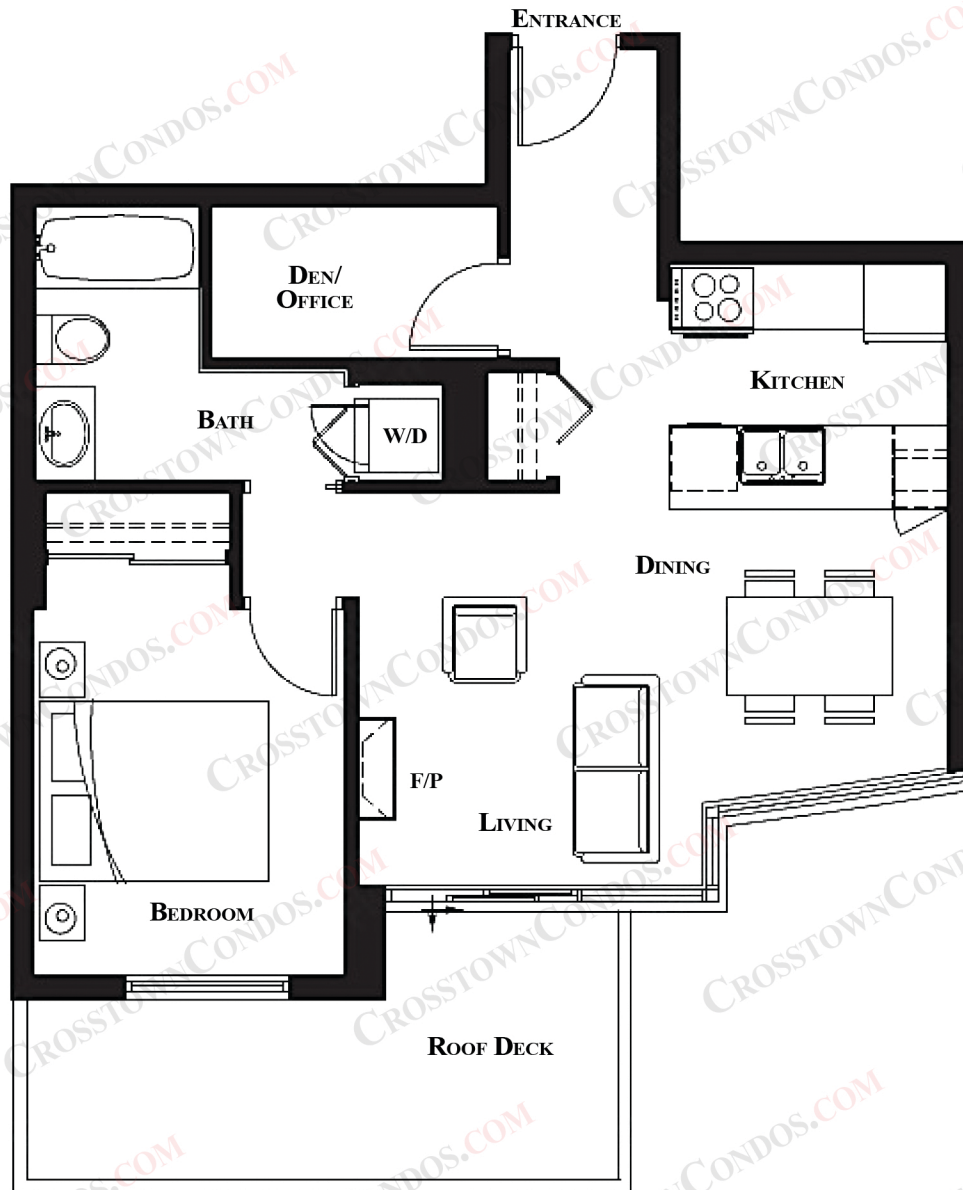 ENTRANCE
DEN/
OFFICE
KITCHEN
BATH
W/D
DINING
F/P
LIVING
BEDROOM
ROOF DECK
CROSSTOWNCONDOS.COM